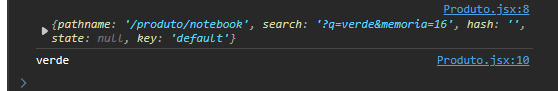 Produto.jsx:8
{pathname: '/produto/notebook', search: '?q=verde&memoria=16', hash: '',
state: null, key: 'default'}
verde Produto.jsx:10